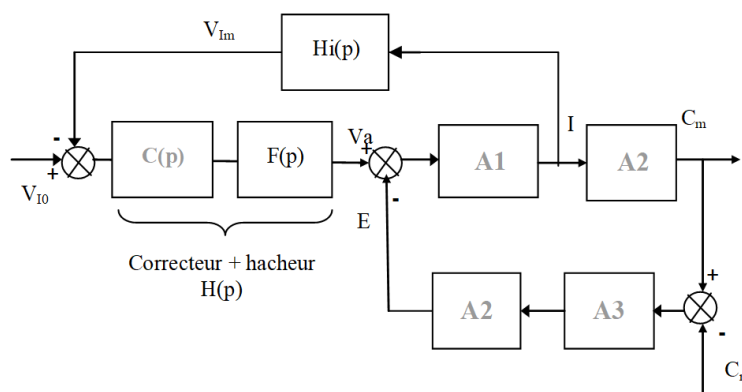 V_Im
Hi(p)
-
C(p)
F(p)
Va
+
A1
I
A2
C_m
+
V_I0
-
E
Correcteur + hacheur
H(p)
A2
A3
+
-